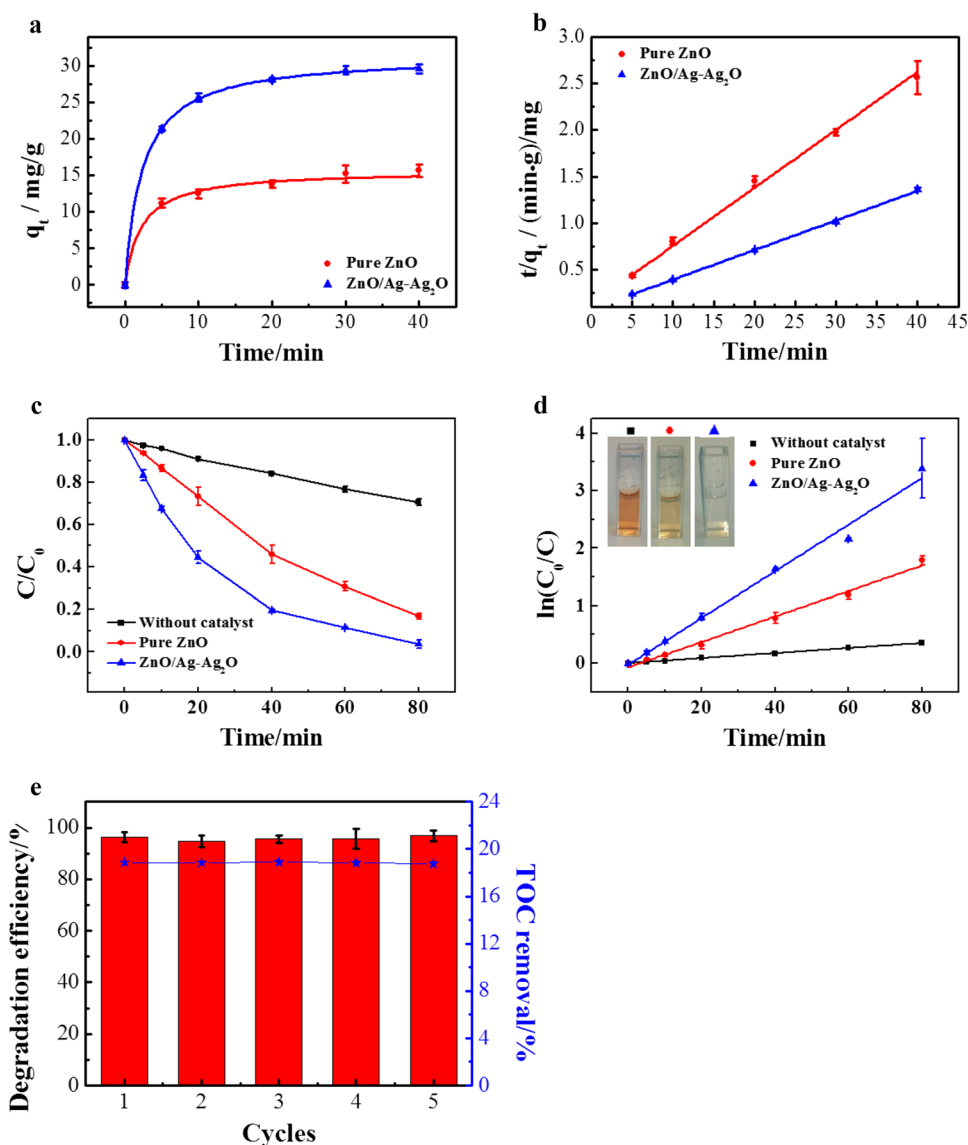 a
q_t / mg/g
30
25
20
15
10
5
0
Pure ZnO
ZnO/Ag-Ag₂O
0 10 20 30 40
Time/min
b
t/q_t / (min·g)/mg
3.0
2.5
2.0
1.5
1.0
0.5
Pure ZnO
ZnO/Ag-Ag₂O
0 5 10 15 20 25 30 35 40 45
Time/min
c
C/C₀
1.0
0.8
0.6
0.4
0.2
0.0
Without catalyst
Pure ZnO
ZnO/Ag-Ag₂O
0 20 40 60 80
Time/min
d
ln(C₀/C)
4
3
2
1
0
Without catalyst
Pure ZnO
ZnO/Ag-Ag₂O
0 20 40 60 80
Time/min
e
Degradation efficiency/%
100
80
60
40
20
0
TOC removal/%
24
20
16
12
8
4
0
1 2 3 4 5
Cycles